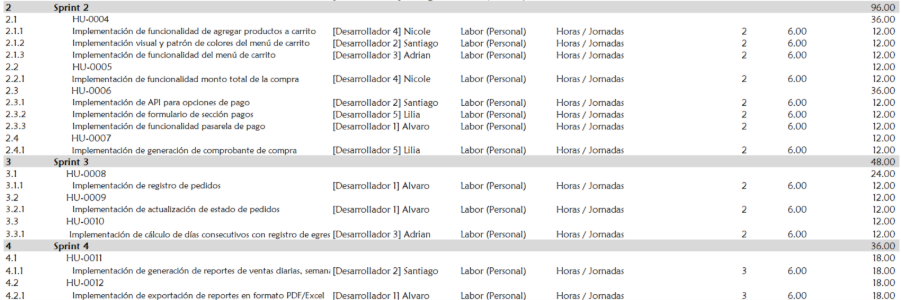 2 Sprint 2 96.00
2.1 HU-0004 36.00
2.1.1 Implementación de funcionalidad de agregar productos a carrito [Desarrollador 4] Nicole Labor (Personal) Horas / Jornadas 2 6.00 12.00
2.1.2 Implementación visual y patrón de colores del menú de carrito [Desarrollador 2] Santiago Labor (Personal) Horas / Jornadas 2 6.00 12.00
2.1.3 Implementación de funcionalidad del menú de carrito [Desarrollador 3] Adrian Labor (Personal) Horas / Jornadas 2 6.00 12.00
2.2 HU-0005 12.00
2.2.1 Implementación de funcionalidad monto total de la compra [Desarrollador 4] Nicole Labor (Personal) Horas / Jornadas 2 6.00 12.00
2.3 HU-0006 36.00
2.3.1 Implementación de API para opciones de pago [Desarrollador 2] Santiago Labor (Personal) Horas / Jornadas 2 6.00 12.00
2.3.2 Implementación de formulario de sección pagos [Desarrollador 5] Lilia Labor (Personal) Horas / Jornadas 2 6.00 12.00
2.3.3 Implementación de funcionalidad pasarela de pago [Desarrollador 1] Alvaro Labor (Personal) Horas / Jornadas 2 6.00 12.00
2.4 HU-0007 12.00
2.4.1 Implementación de generación de comprobante de compra [Desarrollador 5] Lilia Labor (Personal) Horas / Jornadas 2 6.00 12.00
3 Sprint 3 48.00
3.1 HU-0008 24.00
3.1.1 Implementación de registro de pedidos [Desarrollador 1] Alvaro Labor (Personal) Horas / Jornadas 2 6.00 12.00
3.2 HU-0009 12.00
3.2.1 Implementación de actualización de estado de pedidos [Desarrollador 1] Alvaro Labor (Personal) Horas / Jornadas 2 6.00 12.00
3.3 HU-0010 12.00
3.3.1 Implementación de cálculo de días consecutivos con registro de egres [Desarrollador 3] Adrian Labor (Personal) Horas / Jornadas 2 6.00 12.00
4 Sprint 4 36.00
4.1 HU-0011 18.00
4.1.1 Implementación de generación de reportes de ventas diarias, seman [Desarrollador 2] Santiago Labor (Personal) Horas / Jornadas 3 6.00 18.00
4.2 HU-0012 18.00
4.2.1 Implementación de exportación de reportes en formato PDF/Excel [Desarrollador 1] Alvaro Labor (Personal) Horas / Jornadas 3 6.00 18.00